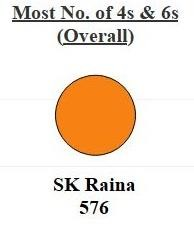 Most No. of 4s & 6s
(Overall)
SK Raina
576